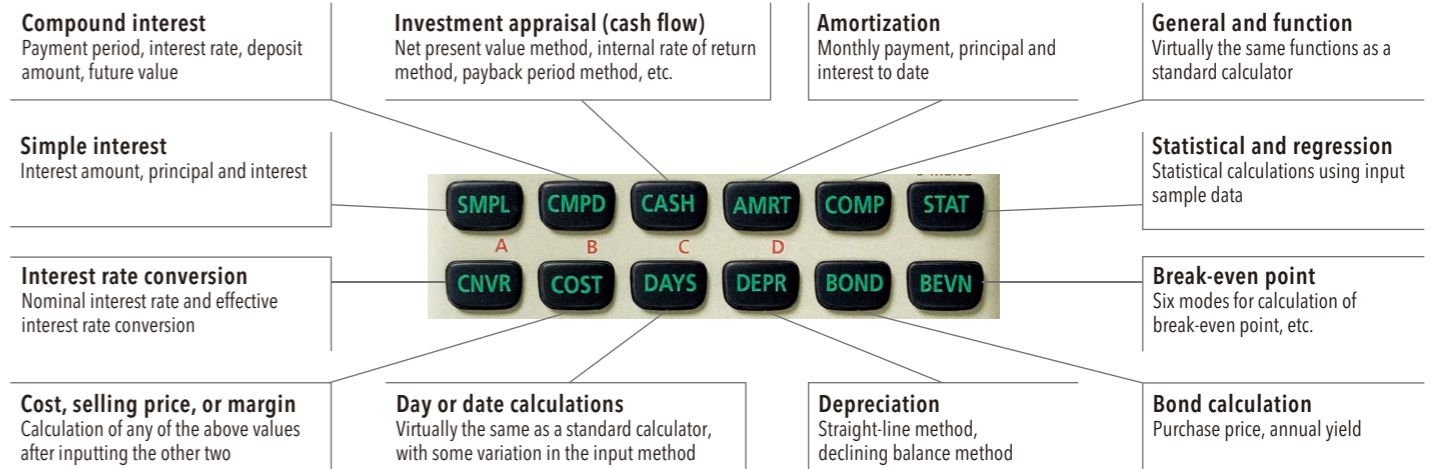 Compound interest
Payment period, interest rate, deposit
amount, future value
Investment appraisal (cash flow)
Net present value method, internal rate of return
method, payback period method, etc.
Amortization
Monthly payment, principal and
interest to date
General and function
Virtually the same functions as a
standard calculator
Simple interest
Interest amount, principal and interest
Statistical and regression
Statistical calculations using input
sample data
SMPL CMPD CASH AMRT COMP STAT
A B C D
CNVR COST DAYS DEPR BOND BEVN
Interest rate conversion
Nominal interest rate and effective
interest rate conversion
Break-even point
Six modes for calculation of
break-even point, etc.
Cost, selling price, or margin
Calculation of any of the above values
after inputting the other two
Day or date calculations
Virtually the same as a standard calculator,
with some variation in the input method
Depreciation
Straight-line method,
declining balance method
Bond calculation
Purchase price, annual yield